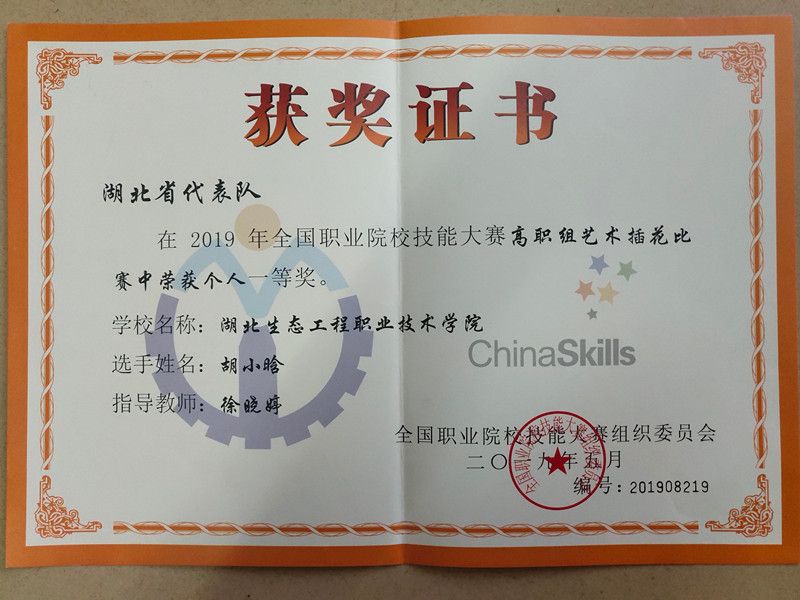 获奖证书
湖北省代表队
在 2019 年全国职业院校技能大赛高职组艺术插花比
赛中荣获个人一等奖。
学校名称：湖北生态工程职业技术学院
ChinaSkills
选手姓名：胡小晗
指导教师：徐晓婷
全国职业院校技能大赛组织委员会
二〇一九年五月
编号：201908219